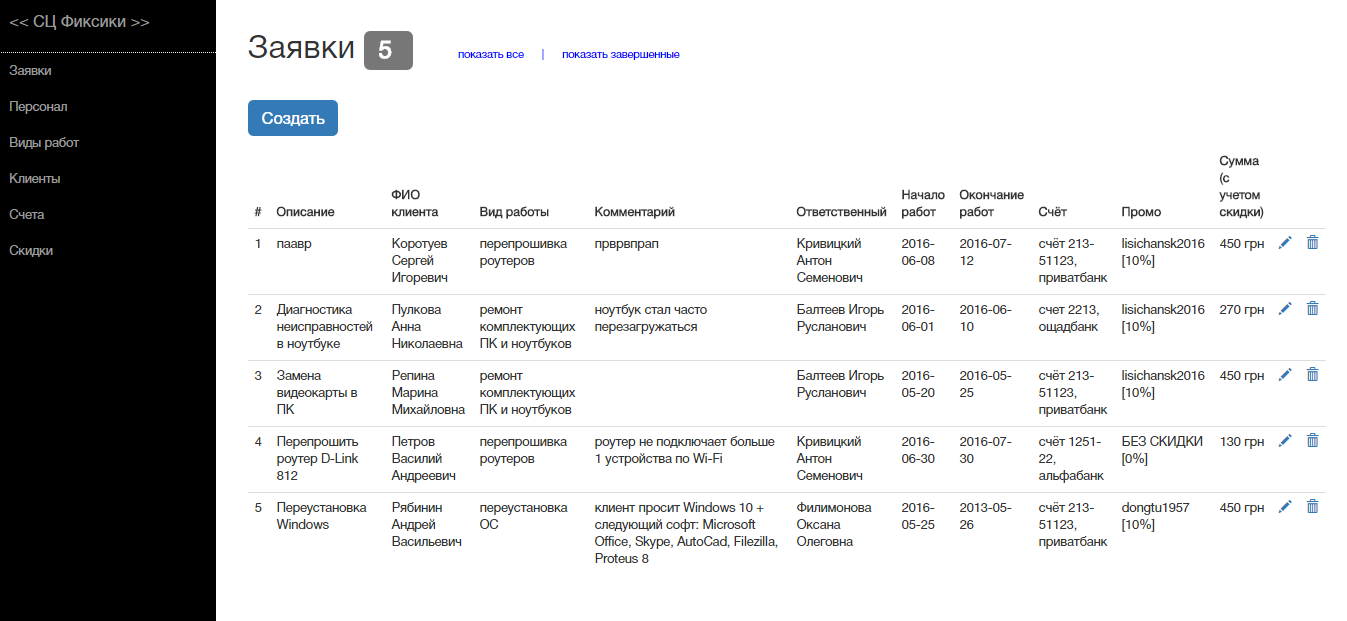 << СЦ Фиксики >>
Заявки
Персонал
Виды работ
Клиенты
Счета
Скидки
Заявки 5 показать все | показать завершенные
Создать
# Описание ФИО клиента Вид работы Комментарий Ответственный Начало работ Окончание работ Счёт Промо Сумма (с учетом скидки)
1 паавр Коротуев Сергей Игоревич перепрошивка роутеров прврвпрап Кривицкий Антон Семенович 2016-06-08 2016-07-12 счёт 213-51123, приватбанк lisichansk2016 [10%] 450 грн
2 Диагностика неисправностей в ноутбуке Пулкова Анна Николаевна ремонт комплектующих ПК и ноутбуков ноутбук стал часто перезагружаться Балтеев Игорь Русланович 2016-06-01 2016-06-10 счет 2213, ощадбанк lisichansk2016 [10%] 270 грн
3 Замена видеокарты в ПК Репина Марина Михайловна ремонт комплектующих ПК и ноутбуков Балтеев Игорь Русланович 2016-05-20 2016-05-25 счёт 213-51123, приватбанк lisichansk2016 [10%] 450 грн
4 Перепрошить роутер D-Link 812 Петров Василий Андреевич перепрошивка роутеров роутер не подключает больше 1 устройства по Wi-Fi Кривицкий Антон Семенович 2016-06-30 2016-07-30 счёт 1251-22, альфабанк БЕЗ СКИДКИ [0%] 130 грн
5 Переустановка Windows Рябинин Андрей Васильевич переустановка ОС клиент просит Windows 10 + следующий софт: Microsoft Office, Skype, AutoCad, Filezilla, Proteus 8 Филимонова Оксана Олеговна 2016-05-25 2013-05-26 счёт 213-51123, приватбанк dongtu1957 [10%] 450 грн